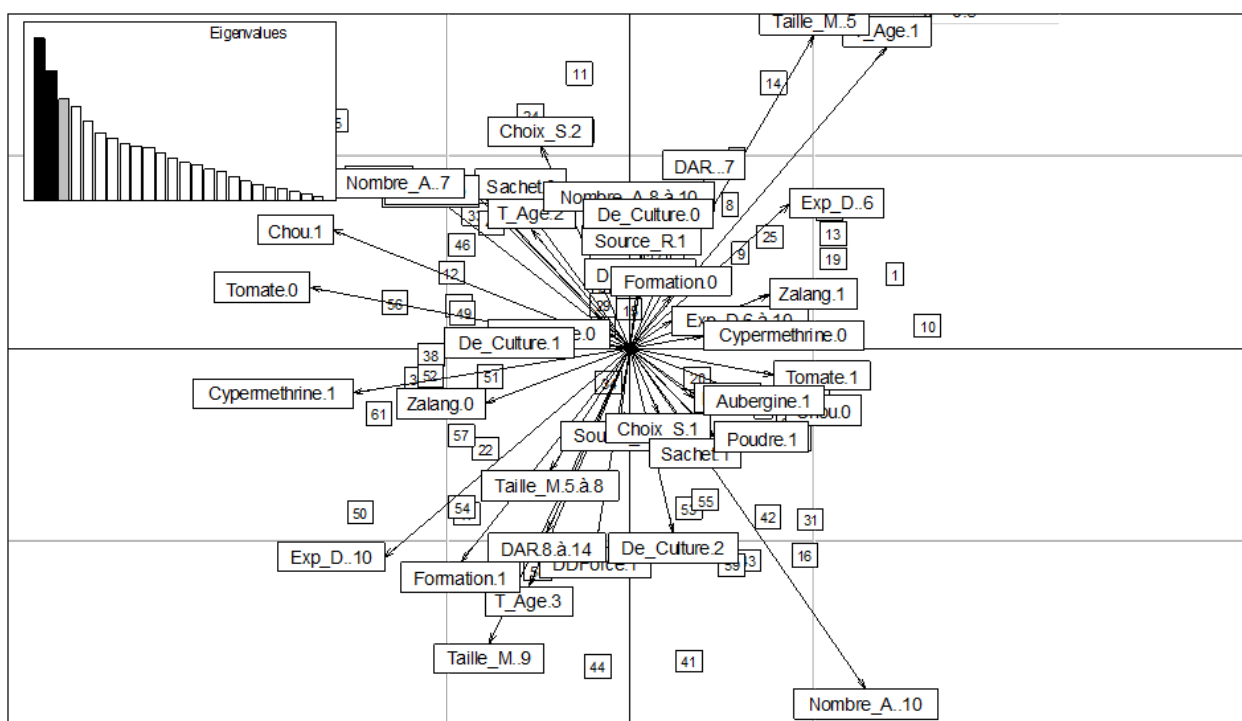 Eigenvalues
Taille_M..5
T_Age.1
11
14
Choix_S.2
DAR...7
Nombre_A..7
Nombre_A.8.à.10
Exp_D..6
T_Age.2
De_Culture.0
8
Chou.1
46
Source_R.1
25
13
9
19
12
Formation.0
1
Tomate.0
Zalang.1
56
49
29
Exp_D.6.à.10
10
De_Culture.1
Cypermethrine.0
38
52
51
Tomate.1
Cypermethrine.1
Zalang.0
Aubergine.1
61
57
Choix_S.1
Poudre.1
22
Sachet.1
Taille_M.5.à.8
50
54
55
42
31
Exp_D..10
DAR.8.à.14
De_Culture.2
16
Formation.1
T_Age.3
Taille_M..9
44
41
Nombre_A..10